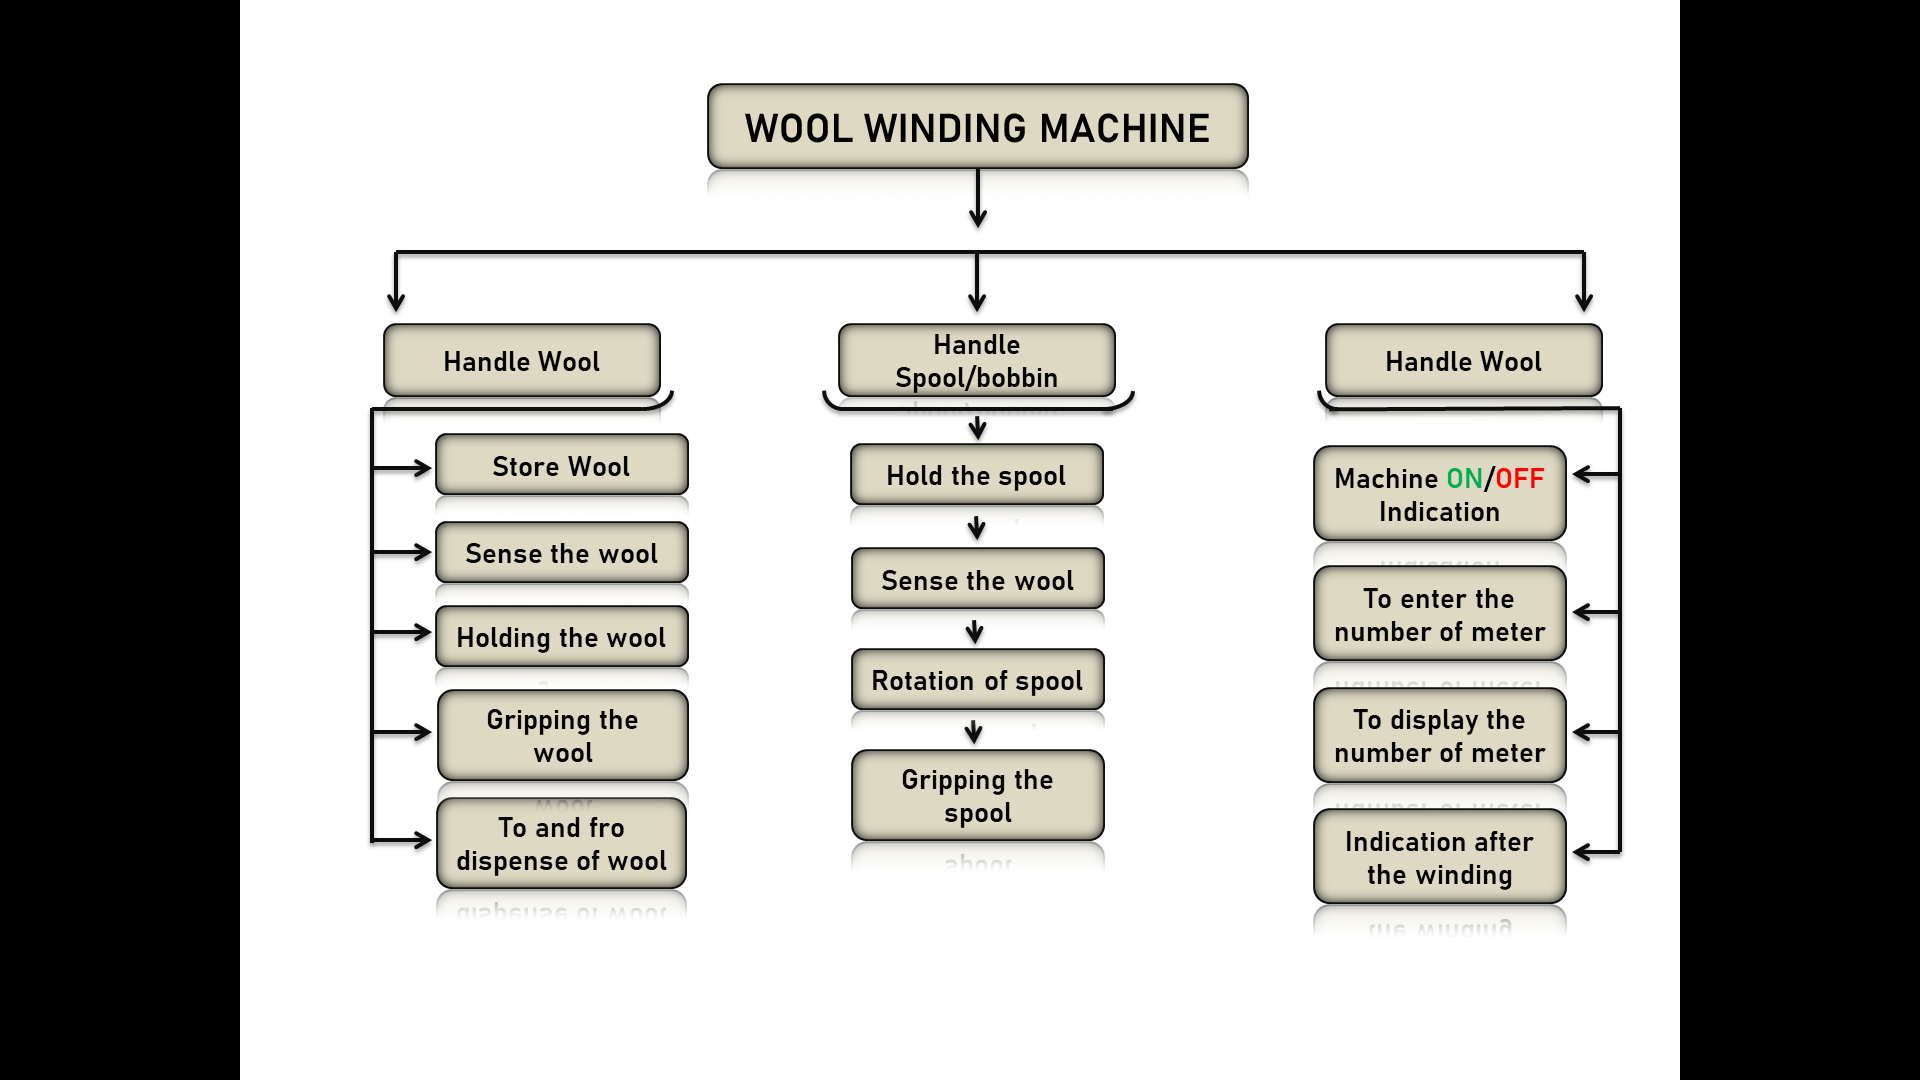 WOOL WINDING MACHINE
Handle Wool
Store Wool
Sense the wool
Holding the wool
Gripping the
wool
To and fro
dispense of wool
Handle
Spool/bobbin
Hold the spool
Sense the wool
Rotation of spool
Gripping the
spool
Handle Wool
Machine ON/OFF
Indication
To enter the
number of meter
To display the
number of meter
Indication after
the winding